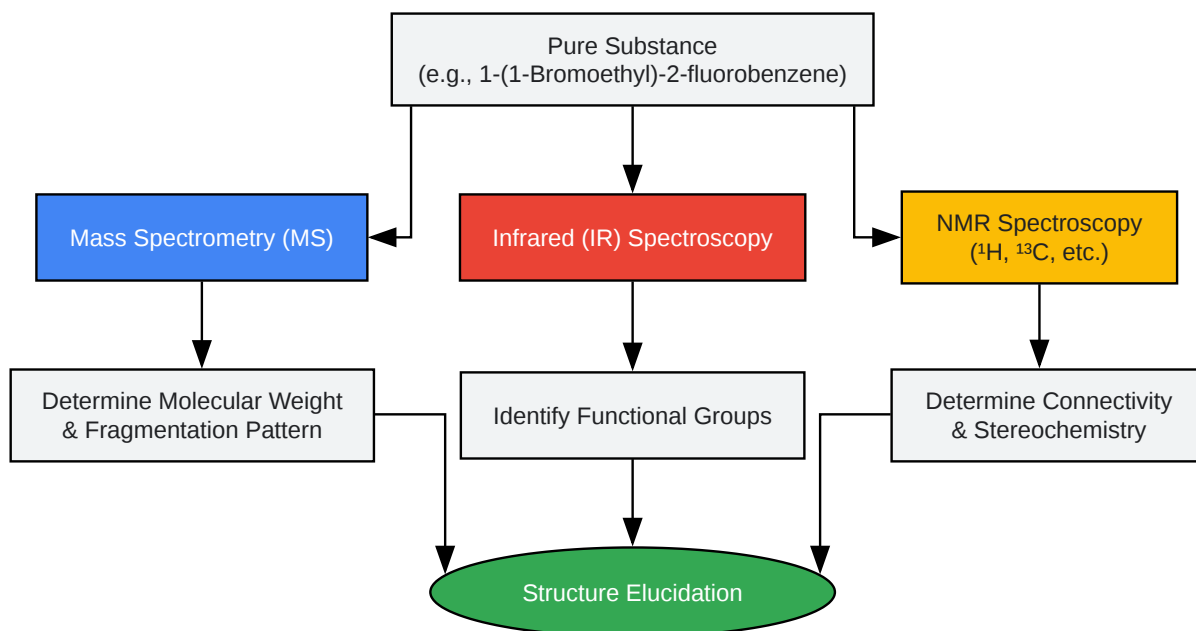 Pure Substance
(e.g., 1-(1-Bromoethyl)-2-fluorobenzene)
Mass Spectrometry (MS)
Infrared (IR) Spectroscopy
NMR Spectroscopy
(¹H, ¹³C, etc.)
Determine Molecular Weight
& Fragmentation Pattern
Identify Functional Groups
Determine Connectivity
& Stereochemistry
Structure Elucidation